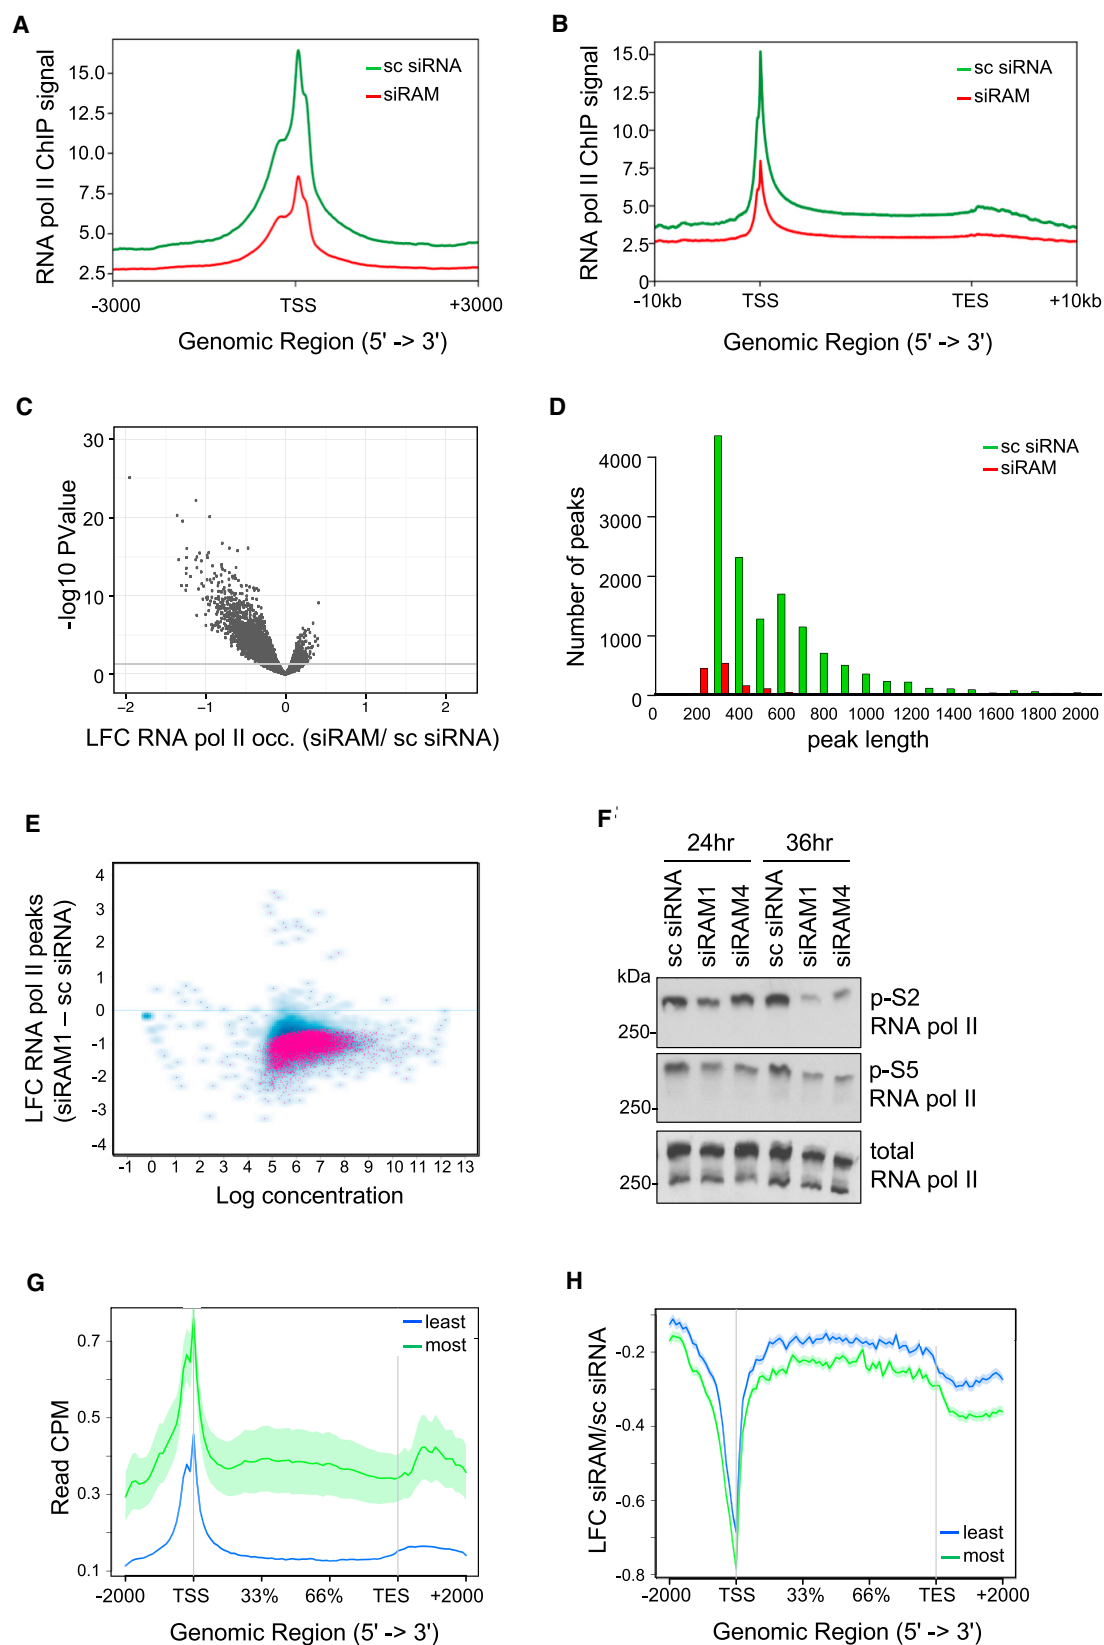 A
RNA pol II ChIP signal
15.0
12.5
10.0
7.5
5.0
2.5
sc siRNA
siRAM
-3000
TSS
+3000
Genomic Region (5' -> 3')
B
RNA pol II ChIP signal
15.0
12.5
15.0
10.0
5.0
2.5
0
sc siRNA
siRAM
-10kb
TSS
TES
+10kb
Genomic Region (5' -> 3')
C
-log10 PValue
30
20
10
0
−2
−1
0
1
2
LFC RNA pol II occ. (siRAM/ sc siRNA)
D
Number of peaks
4000
3000
2000
1000
0
sc siRNA
siRAM
0 200 400 600 800 1000 1200 1400 1600 1800 2000
peak length
E
LFC RNA pol II peaks
(siRAM1 – sc siRNA)
4
3
2
1
0
-1
-2
-3
-4
-1 0 1 2 3 4 5 6 7 8 9 10 11 12 13
Log concentration
F
24hr
36hr
sc siRNA
siRAM1
siRAM4
sc siRNA
siRAM1
siRAM4
kDa
250-
p-S2
RNA pol II
250-
p-S5
RNA pol II
250-
total
RNA pol II
G
Read CPM
0.7
0.5
0.3
0.1
least
most
−2000
TSS
33%
66%
TES
+2000
Genomic Region (5' -> 3')
H
LFC siRAM/sc siRNA
-0.2
-0.4
-0.6
-0.8
least
most
-2000
TSS
33%
66%
TES
+2000
Genomic Region (5' -> 3')